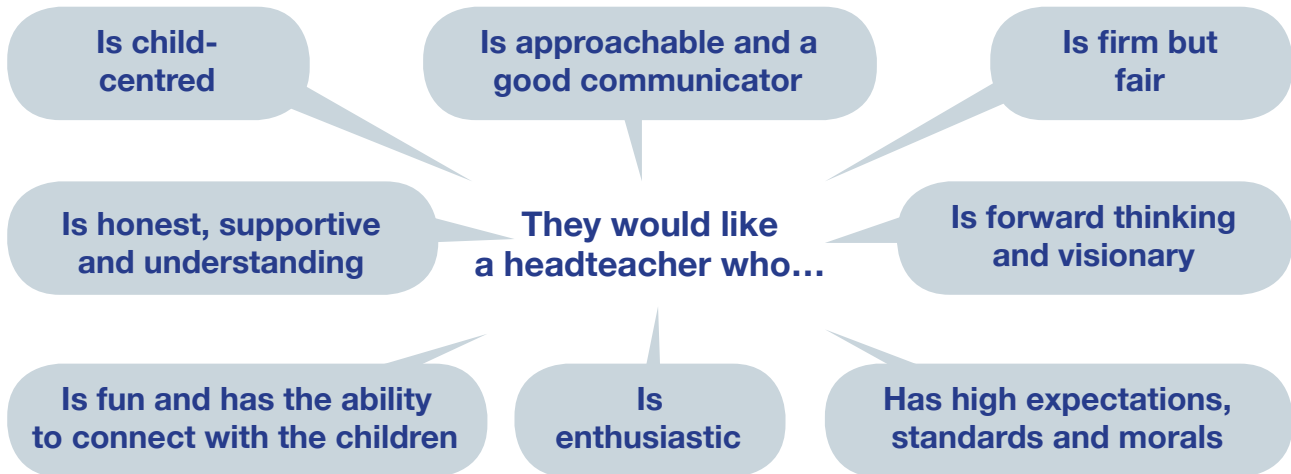 Is child-
centred
Is approachable and a
good communicator
Is firm but
fair
Is honest, supportive
and understanding
They would like
a headteacher who…
Is forward thinking
and visionary
Is fun and has the ability
to connect with the children
Is
enthusiastic
Has high expectations,
standards and morals